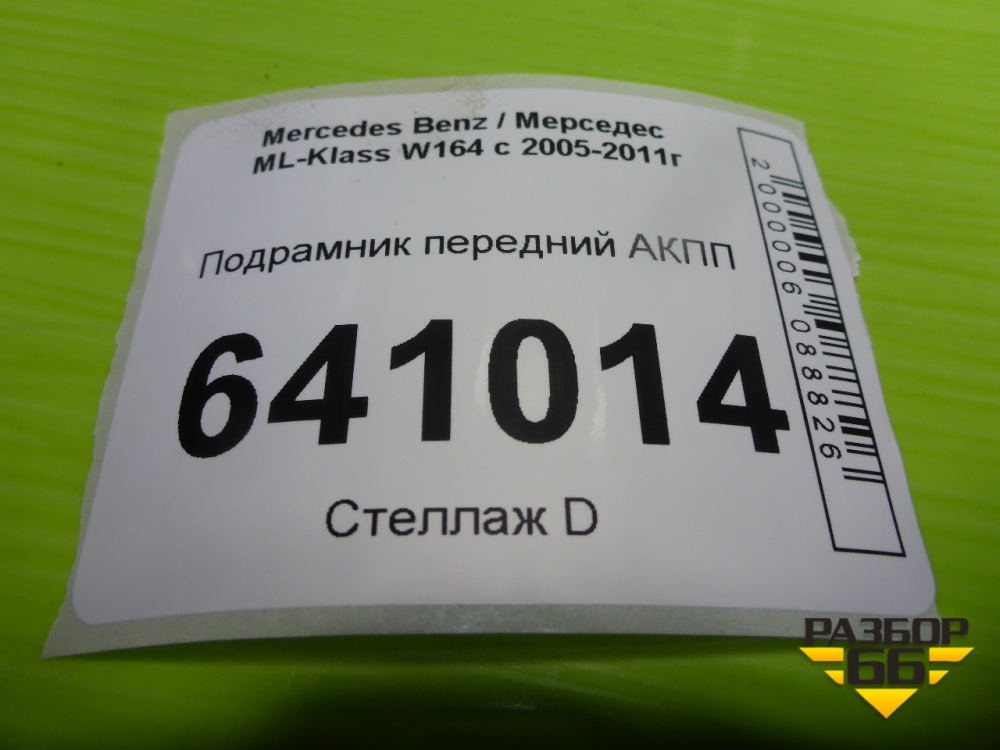 Mercedes Benz / Мерседес
ML-Klass W164 с 2005-2011г
Подрамник передний АКПП
641014
Стеллаж D
2000006088826
РАЗБОР
66